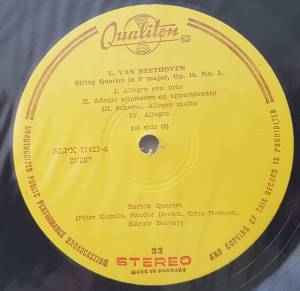 Qualiton
L. VAN BEETHOVEN
String Quartet in F major, Op. 18. No. 1.
I. Allegro con brio
II. Adagio affettuoso ed appassionato
III. Scherzo. Allegro molto
IV. Allegro
SLPX 11423-a
25'28"
Bartók Quartet
(Péter Komlós, Sándor Devich, Géza Németh,
Károly Botvay)
33
STEREO
MADE IN HUNGARY
UNAUTHORIZED PUBLIC PERFORMANCE BROADCASTING
AND COPYING OF THIS RECORD IS PROHIBITED